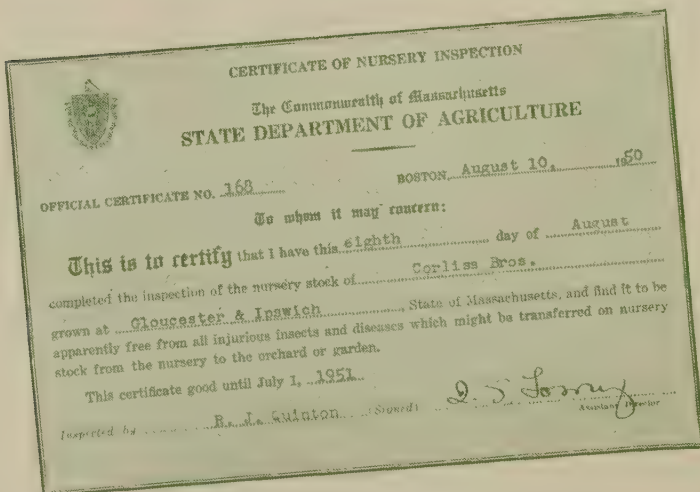 CERTIFICATE OF NURSERY INSPECTION
The Commonwealth of Massachusetts
STATE DEPARTMENT OF AGRICULTURE
OFFICIAL CERTIFICATE NO. 168 BOSTON, August 10, 1950
To whom it may concern:
This is to certify that I have this eighth day of August
completed the inspection of the nursery stock of Corliss Bros.
grown at Gloucester & Ipswich, State of Massachusetts, and find it to be
apparently free from all injurious insects and diseases which might be transferred on nursery
stock from the nursery to the orchard or garden.
This certificate good until July 1, 1951
Inspected by R. J. Quinton (Signed)
Assistant Director